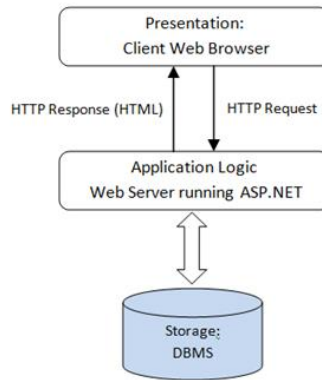 Presentation:
Client Web Browser
HTTP Response (HTML)
HTTP Request
Application Logic
Web Server running ASP.NET
Storage:
DBMS